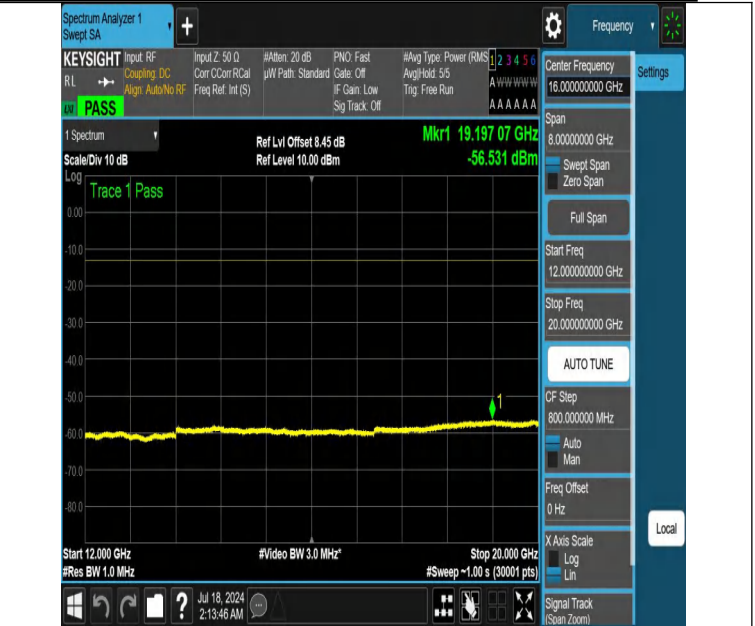 Spectrum Analyzer 1
Swept SA
+
Frequency
KEYSIGHT
RL
PASS
Input: RF
Coupling: DC
Align: Auto/No RF
Input Z: 50 Ω
Corr CCorr RCal
Freq Ref: Int (S)
#Atten: 20 dB
µW Path: Standard
PNO: Fast
Gate: Off
IF Gain: Low
Sig Track: Off
#Avg Type: Power (RMS
Avg|Hold: 5/5
Trig: Free Run
1 2 3 4 5 6
A W W W W W
A A A A A A
1 Spectrum
Scale/Div 10 dB
Ref Lvl Offset 8.45 dB
Ref Level 10.00 dBm
Mkr1 19.197 07 GHz
-56.531 dBm
Log
Trace 1 Pass
0.00
-10.0
-20.0
-30.0
-40.0
-50.0
-60.0
-70.0
-80.0
1
Start 12.000 GHz
#Res BW 1.0 MHz
#Video BW 3.0 MHz*
Stop 20.000 GHz
#Sweep ~1.00 s (30001 pts)
?
Jul 18, 2024
2:13:46 AM
Center Frequency
16.000000000 GHz
Settings
Span
8.00000000 GHz
Swept Span
Zero Span
Full Span
Start Freq
12.000000000 GHz
Stop Freq
20.000000000 GHz
AUTO TUNE
CF Step
800.000000 MHz
Auto
Man
Freq Offset
0 Hz
X Axis Scale
Log
Lin
Local
Signal Track
(Span Zoom)